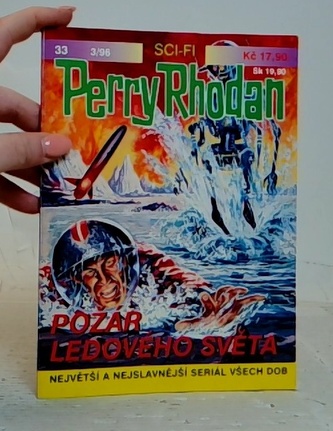 33 3/96 SCI-FI Kč 17,90
Sk 19,90
Perry Rhodan
POŽÁR
LEDOVÉHO SVĚTA
NEJVĚTŠÍ A NEJSLAVNĚJŠÍ SERIÁL VŠECH DOB